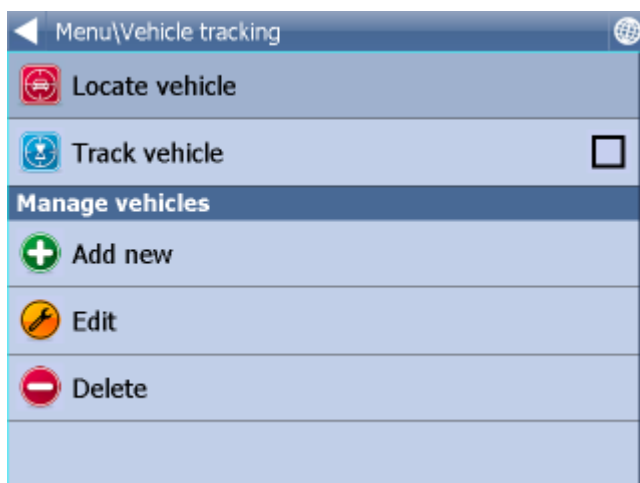 Menu\Vehicle tracking
Locate vehicle
Track vehicle
Manage vehicles
Add new
Edit
Delete